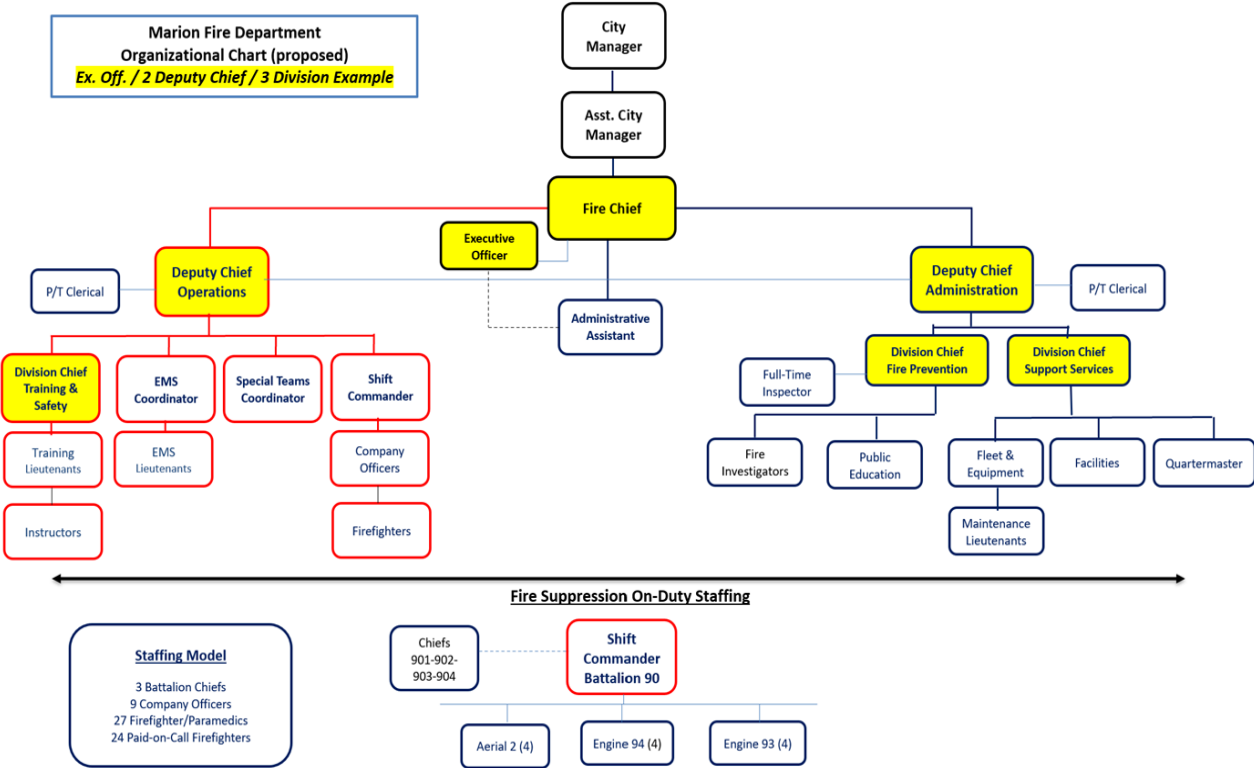 Marion Fire Department
Organizational Chart (proposed)
Ex. Off. / 2 Deputy Chief / 3 Division Example
City
Manager
Asst. City
Manager
Fire Chief
Executive
Officer
Deputy Chief
Operations
P/T Clerical
Deputy Chief
Administration
P/T Clerical
Administrative
Assistant
Division Chief
Training &
Safety
EMS
Coordinator
Special Teams
Coordinator
Shift
Commander
Division Chief
Fire Prevention
Division Chief
Support Services
Full-Time
Inspector
Training
Lieutenants
EMS
Lieutenants
Company
Officers
Fire
Investigators
Public
Education
Fleet &
Equipment
Facilities
Quartermaster
Instructors
Firefighters
Maintenance
Lieutenants
Fire Suppression On-Duty Staffing
Staffing Model
3 Battalion Chiefs
9 Company Officers
27 Firefighter/Paramedics
24 Paid-on-Call Firefighters
Chiefs
901-902-
903-904
Shift
Commander
Battalion 90
Aerial 2 (4)
Engine 94 (4)
Engine 93 (4)